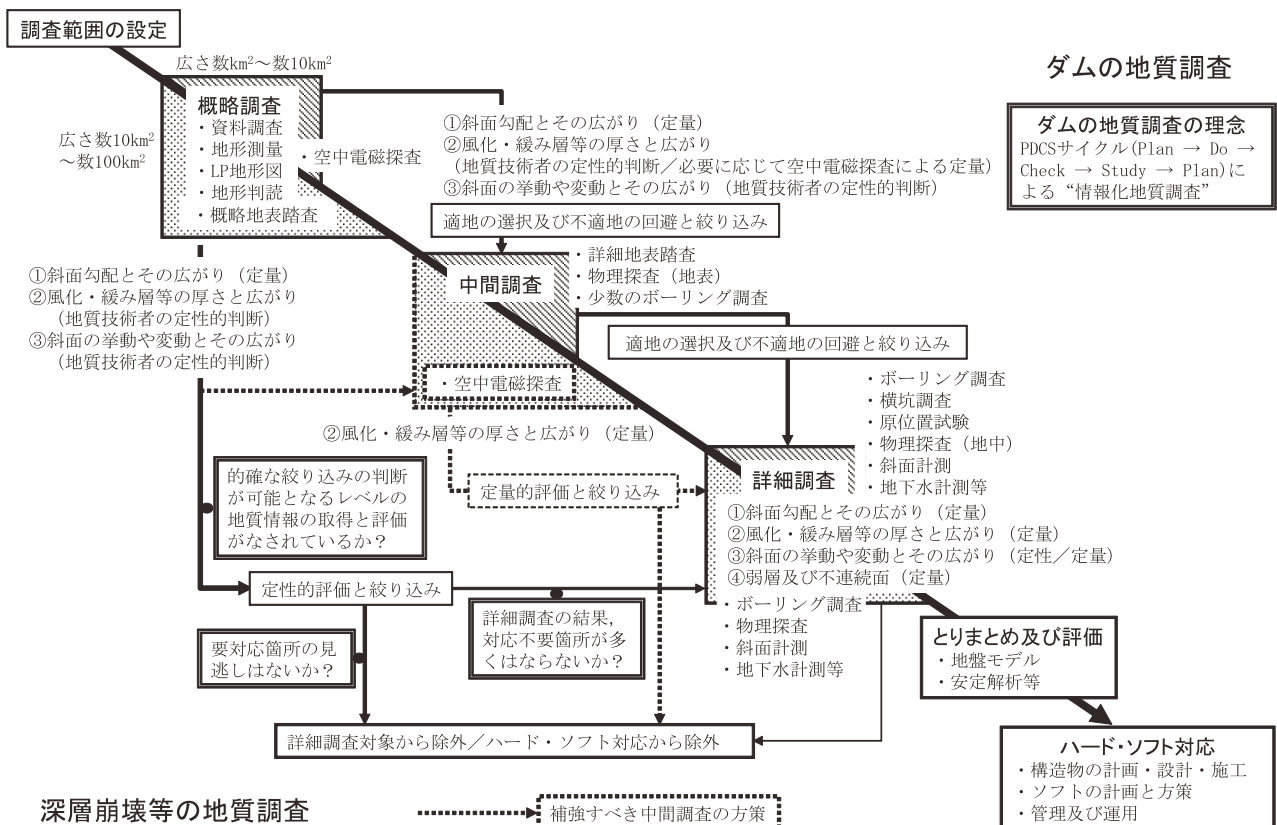 調査範囲の設定
広さ数km²～数10km²
広さ数10km²
～数100km²
概略調査
・資料調査
・地形測量
・LP地形図
・地形判読
・概略地表踏査
・空中電磁探査
①斜面勾配とその広がり（定量）
②風化・緩み層等の厚さと広がり
（地質技術者の定性的判断／必要に応じて空中電磁探査による定量）
③斜面の挙動や変動とその広がり（地質技術者の定性的判断）
ダムの地質調査
ダムの地質調査の理念
PDCSサイクル(Plan → Do →
Check → Study → Plan)に
よる“情報化地質調査”
適地の選択及び不適地の回避と絞り込み
中間調査
・詳細地表踏査
・物理探査（地表）
・少数のボーリング調査
①斜面勾配とその広がり（定量）
②風化・緩み層等の厚さと広がり
（地質技術者の定性的判断）
③斜面の挙動や変動とその広がり
（地質技術者の定性的判断）
適地の選択及び不適地の回避と絞り込み
・空中電磁探査
②風化・緩み層等の厚さと広がり（定量）
・ボーリング調査
・横坑調査
・原位置試験
・物理探査（地中）
・斜面計測
・地下水計測等
的確な絞り込みの判断
が可能となるレベルの
地質情報の取得と評価
がなされているか？
定量的評価と絞り込み
詳細調査
①斜面勾配とその広がり（定量）
②風化・緩み層等の厚さと広がり（定量）
③斜面の挙動や変動とその広がり（定性／定量）
④弱層及び不連続面（定量）
・ボーリング調査
・物理探査
・斜面計測
・地下水計測等
定性的評価と絞り込み
詳細調査の結果，
対応不要箇所が多
くはならないか？
要対応箇所の見
逃しはないか？
とりまとめ及び評価
・地盤モデル
・安定解析等
詳細調査対象から除外／ハード・ソフト対応から除外
ハード・ソフト対応
・構造物の計画・設計・施工
・ソフトの計画と方策
・管理及び運用
深層崩壊等の地質調査
補強すべき中間調査の方策